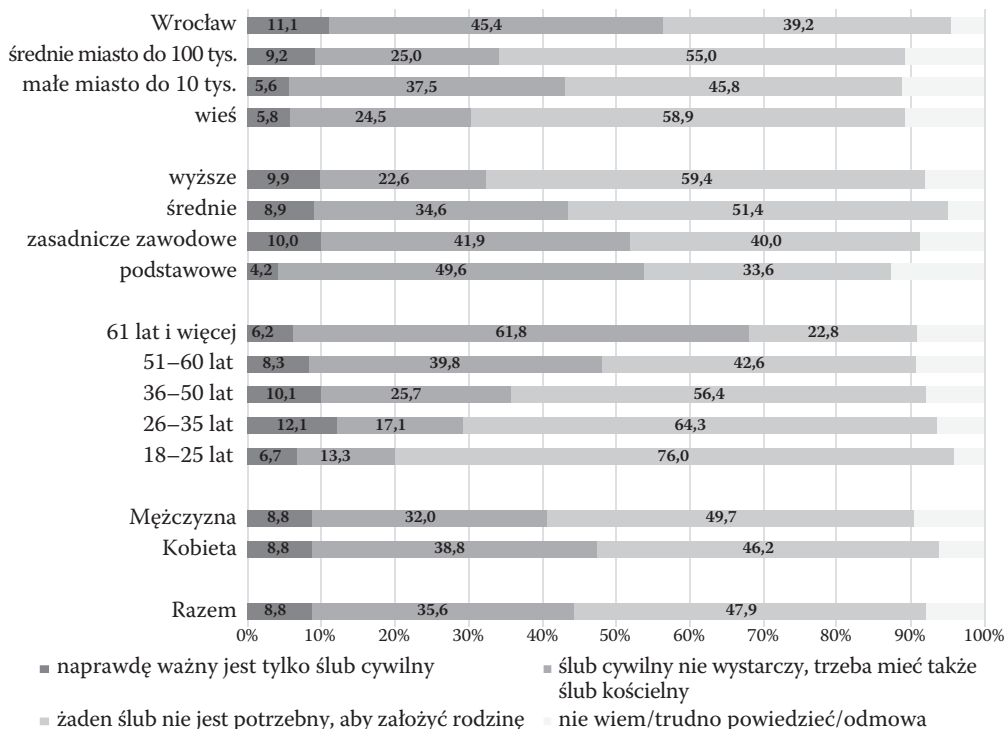 Wrocław 11,1 45,4 39,2
średnie miasto do 100 tys. 9,2 25,0 55,0
małe miasto do 10 tys. 5,6 37,5 45,8
wieś 5,8 24,5 58,9
wyższe 9,9 22,6 59,4
średnie 8,9 34,6 51,4
zasadnicze zawodowe 10,0 41,9 40,0
podstawowe 4,2 49,6 33,6
61 lat i więcej 6,2 61,8 22,8
51–60 lat 8,3 39,8 42,6
36–50 lat 10,1 25,7 56,4
26–35 lat 12,1 17,1 64,3
18–25 lat 6,7 13,3 76,0
Mężczyzna 8,8 32,0 49,7
Kobieta 8,8 38,8 46,2
Razem 8,8 35,6 47,9
0% 10% 20% 30% 40% 50% 60% 70% 80% 90% 100%
naprawdę ważny jest tylko ślub cywilny
ślub cywilny nie wystarczy, trzeba mieć także
ślub kościelny
żaden ślub nie jest potrzebny, aby założyć rodzinę
nie wiem/trudno powiedzieć/odmowa